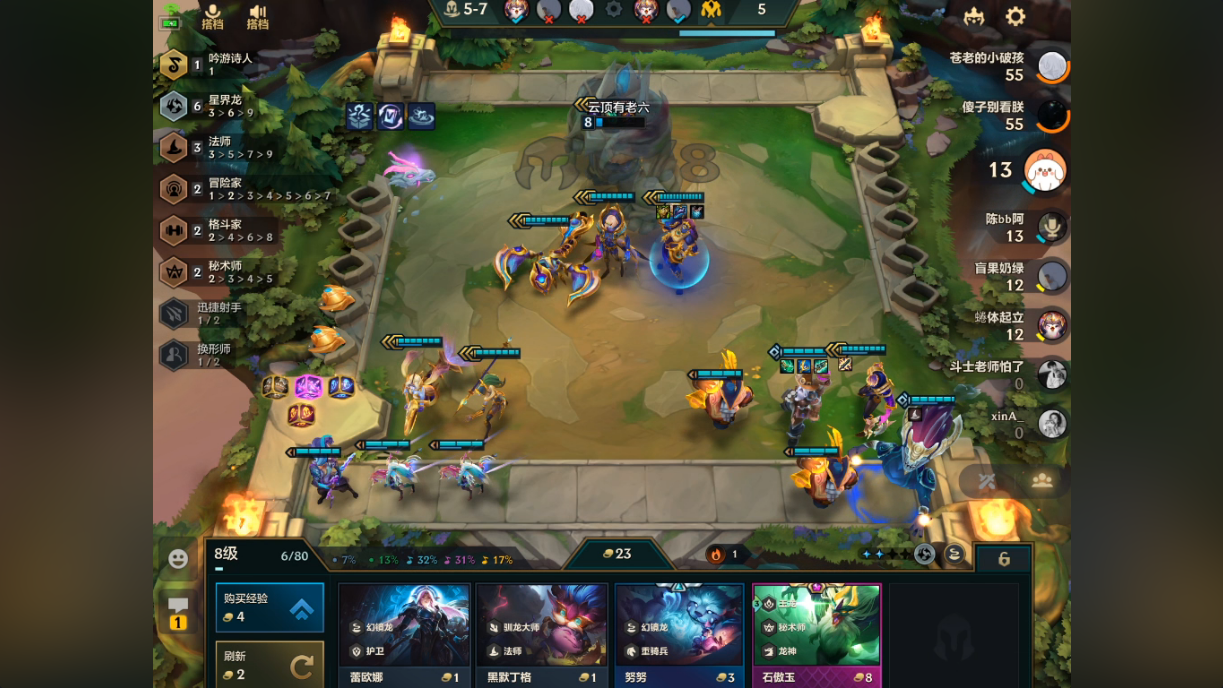 搭档
搭档
5-7
5
1 吟游诗人
1
6 星界龙
3 > 6 > 9
3 法师
3 > 5 > 7 > 9
2 冒险家
1 > 2 > 3 > 4 > 5 > 6 > 7
2 格斗家
2 > 4 > 6 > 8
2 秘术师
2 > 3 > 4 > 5
迅捷射手
1 / 2
换形师
1 / 2
云顶有老六
8
苍老的小破孩
55
傻子别看朕
55
13
陈bb阿
13
盲果奶绿
12
蜷体起立
12
斗士老师怕了
0
xinA_
0
8级
6/80
7%
13%
32%
31%
17%
23
1
购买经验
4
刷新
2
1
幻镜龙
护卫
蕾欧娜
1
驯龙大师
法师
黑默丁格
1
幻镜龙
重骑兵
努努
3
3
玉龙
秘术师
龙神
石傲玉
8